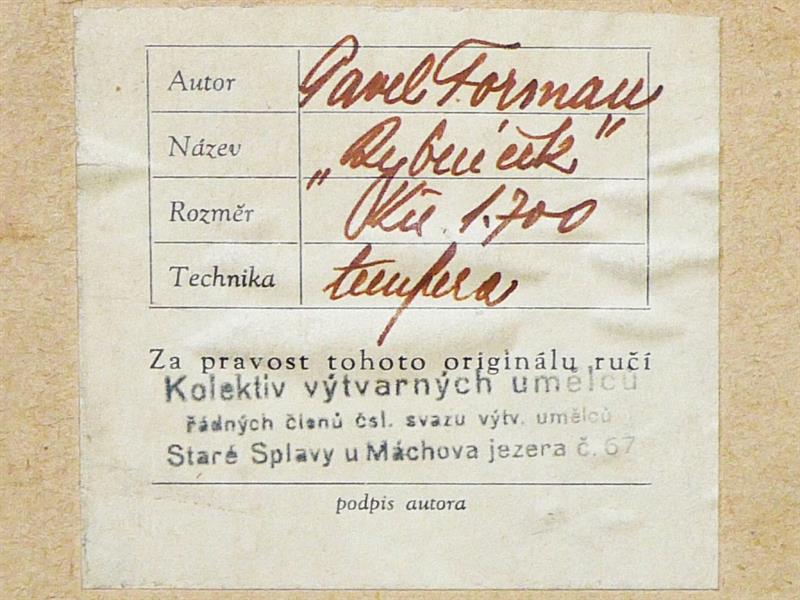 Autor Pavel Forman
Název „Rybníček"
Rozměr Kčs 1.700
Technika tempera
Za pravost tohoto originálu ručí
Kolektiv výtvarných umělců
řádných členů čsl. svazu výtv. umělců
Staré Splavy u Máchova jezera č. 67
podpis autora